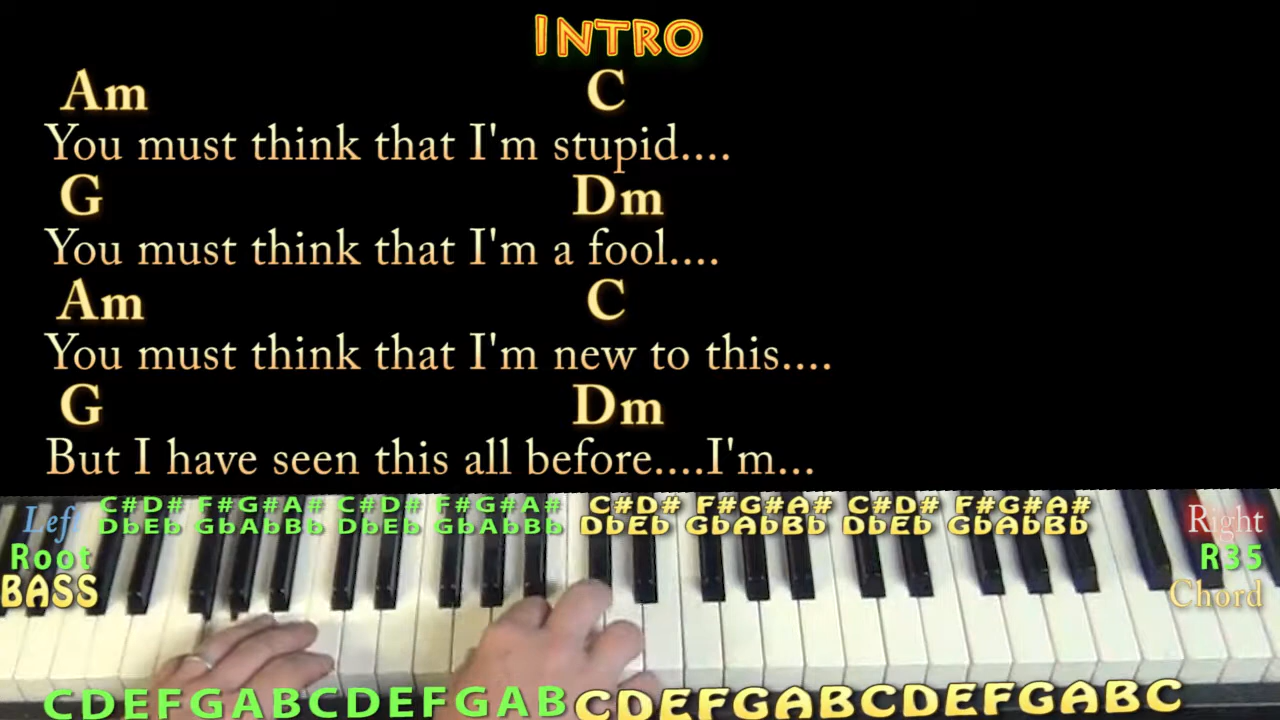 INTRO
Am C
You must think that I'm stupid....
G Dm
You must think that I'm a fool....
Am C
You must think that I'm new to this....
G Dm
But I have seen this all before....I'm...
Left C#D# F#G#A# C#D# F#G#A# C#D# F#G#A# C#D# F#G#A# Right
DbEb GbAbBb DbEb GbAbBb DbEb GbAbBb DbEb GbAbBb
Root R35
BASS Chord
CDEFGABCDEFGAB CDEFGABCDEFGABC